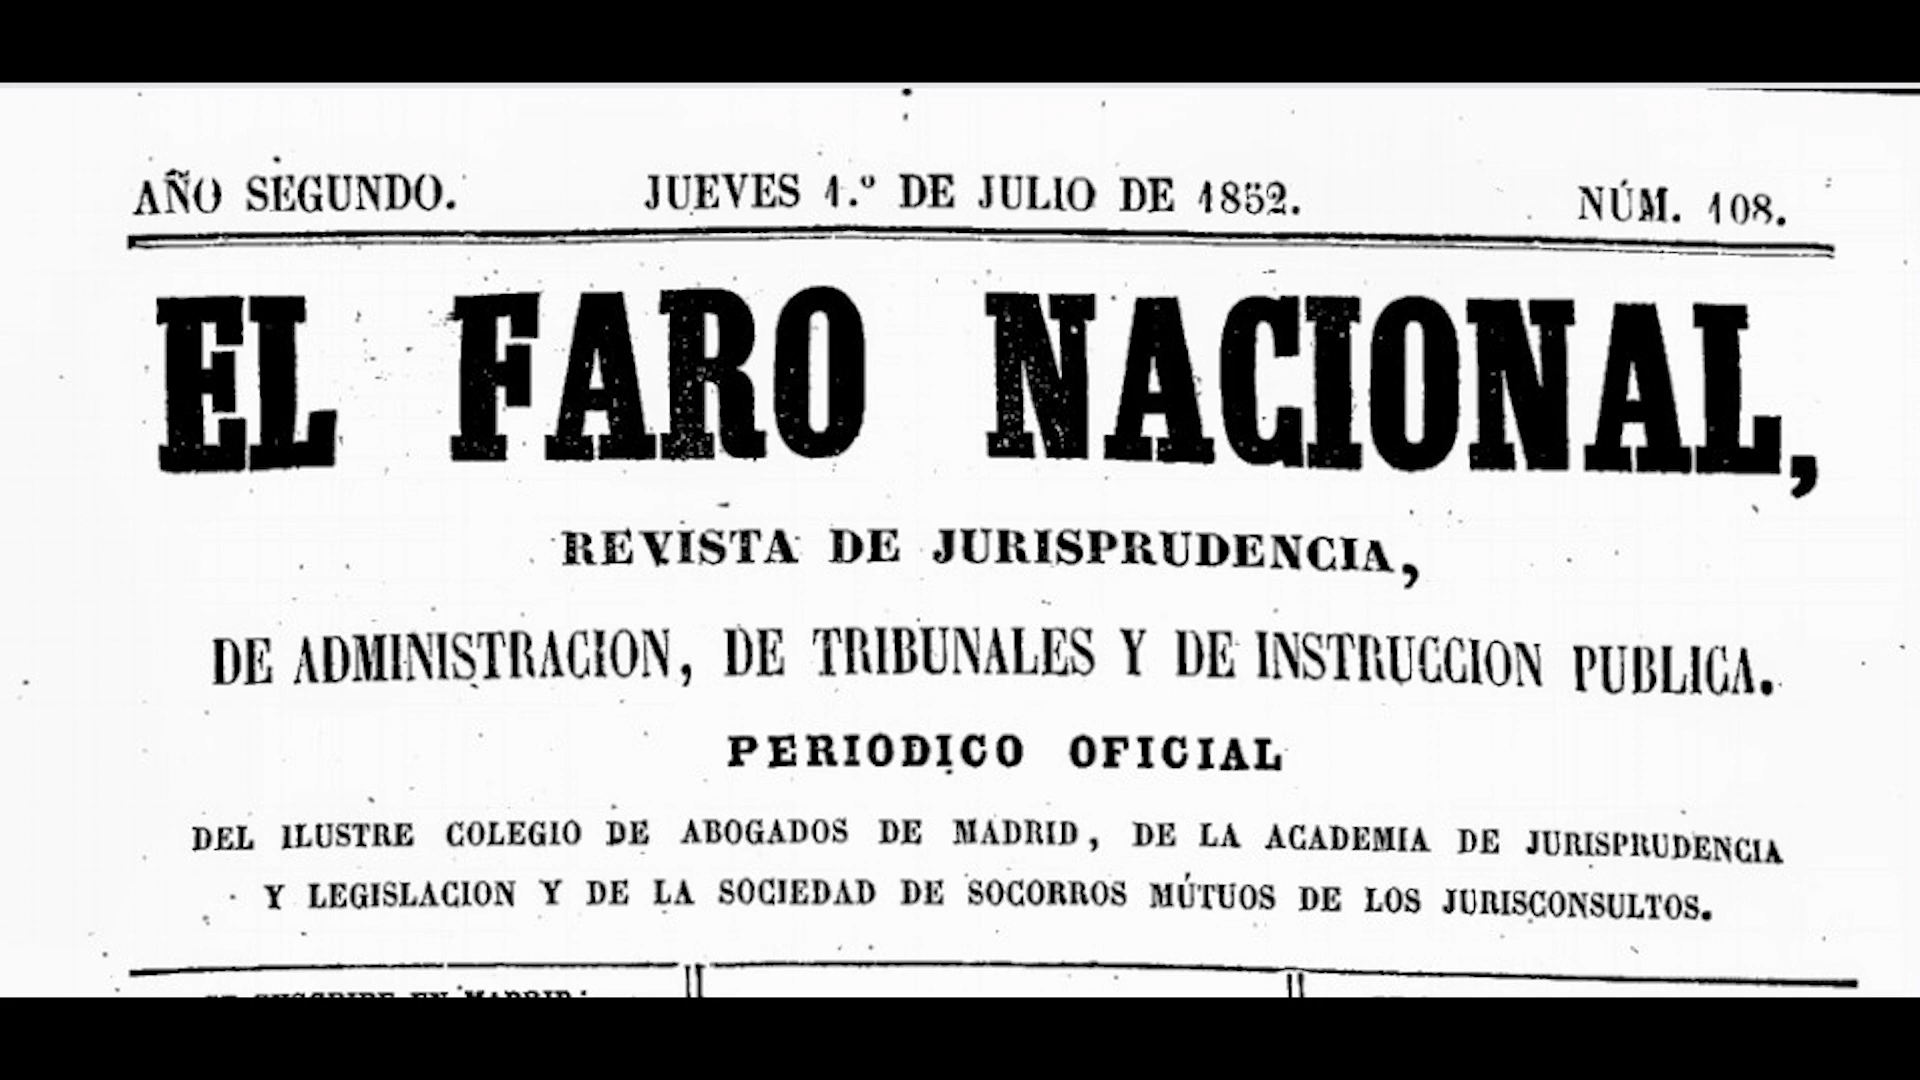 AÑO SEGUNDO. JUEVES 1.º DE JULIO DE 1852. NÚM. 108.
EL FARO NACIONAL,
REVISTA DE JURISPRUDENCIA,
DE ADMINISTRACION, DE TRIBUNALES Y DE INSTRUCCION PUBLICA.
PERIODICO OFICIAL
DEL ILUSTRE COLEGIO DE ABOGADOS DE MADRID, DE LA ACADEMIA DE JURISPRUDENCIA
Y LEGISLACION Y DE LA SOCIEDAD DE SOCORROS MÚTUOS DE LOS JURISCONSULTOS.